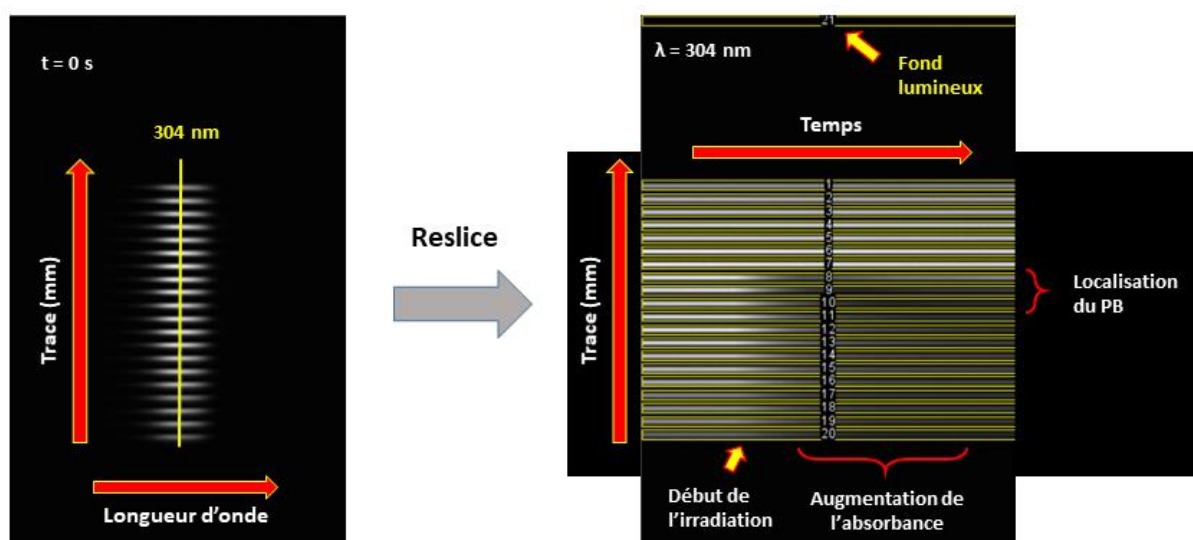 t = 0 s
304 nm
Trace (mm)
Longueur d'onde
Reslice
21
λ = 304 nm
Fond
lumineux
Temps
Trace (mm)
1
2
3
4
5
6
7
8
9
10
11
12
13
14
15
16
17
18
19
20
Localisation
du PB
Début de
l'irradiation
Augmentation de
l'absorbance